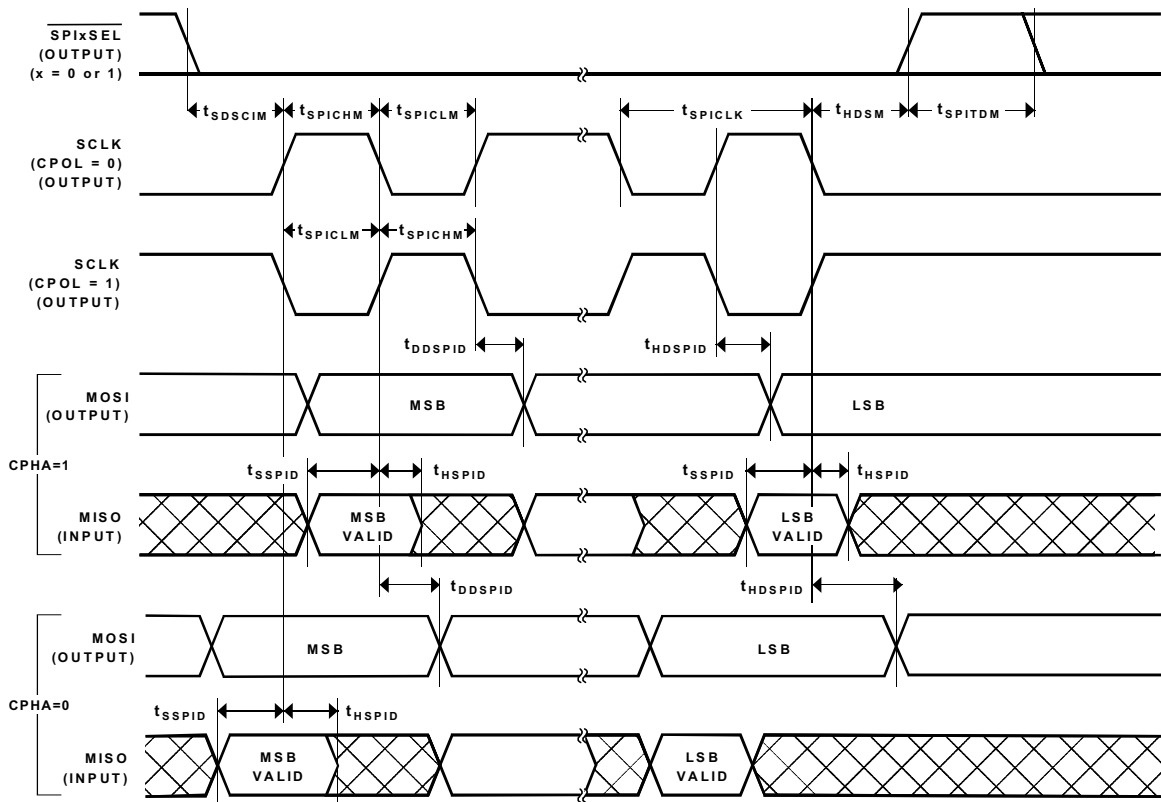 SPIxSEL
(OUTPUT)
(x = 0 or 1)
tSDSCIM
tSPICHM
tSPICLM
tSPICLK
tHDSM
tSPITDM
SCLK
(CPOL = 0)
(OUTPUT)
tSPICLM
tSPICHM
SCLK
(CPOL = 1)
(OUTPUT)
tDDSPID
tHDSPID
CPHA=1
MOSI
(OUTPUT)
MSB
LSB
tSSPID
tHSPID
tSSPID
tHSPID
MISO
(INPUT)
MSB
VALID
LSB
VALID
tDDSPID
tHDSPID
CPHA=0
MOSI
(OUTPUT)
MSB
LSB
tSSPID
tHSPID
MISO
(INPUT)
MSB
VALID
LSB
VALID